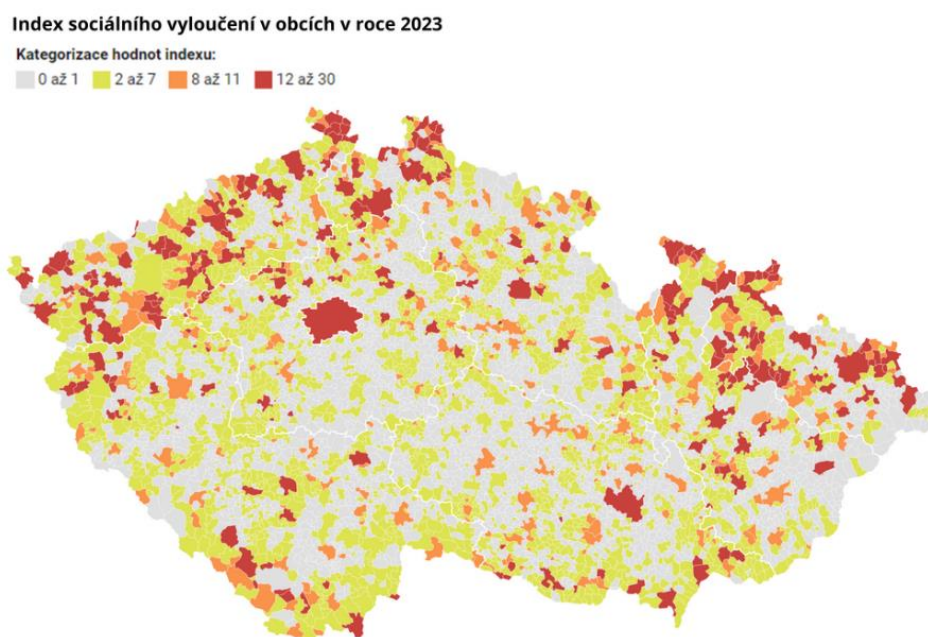 Index sociálního vyloučení v obcích v roce 2023
Kategorizace hodnot indexu:
0 až 1 2 až 7 8 až 11 12 až 30